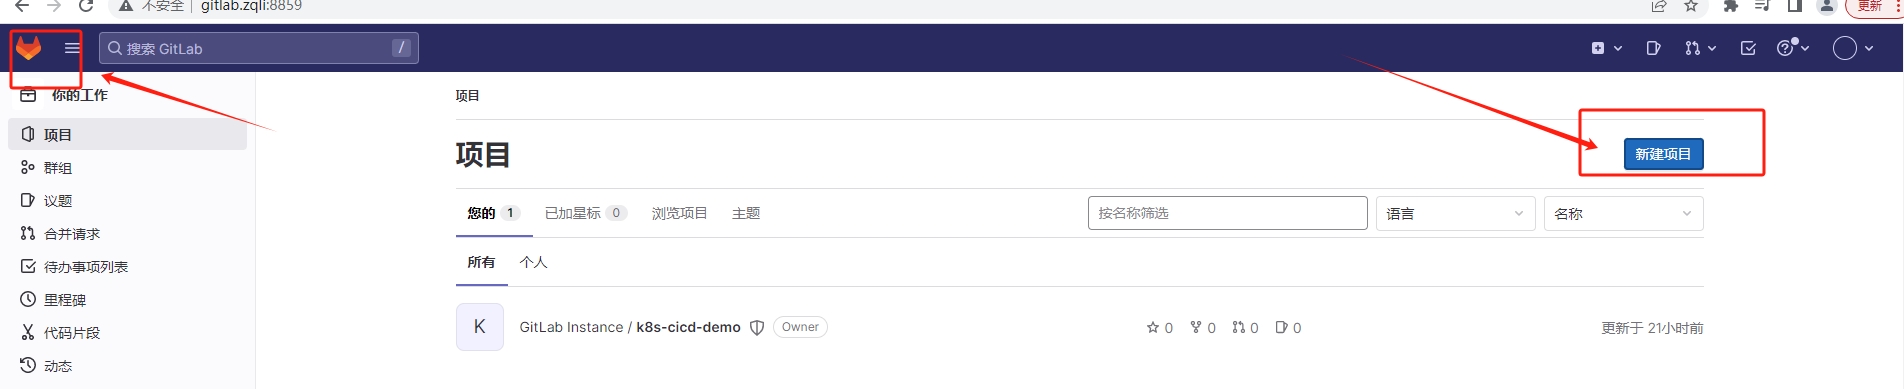 不安全 | gitlab.zqli:8859
更新
搜索 GitLab /
你的工作
项目
群组
议题
合并请求
待办事项列表
里程碑
代码片段
动态
项目
项目
新建项目
您的 1 已加星标 0 浏览项目 主题
按名称筛选 语言 名称
所有 个人
K GitLab Instance / k8s-cicd-demo Owner 0 0 0 0 更新于 21小时前